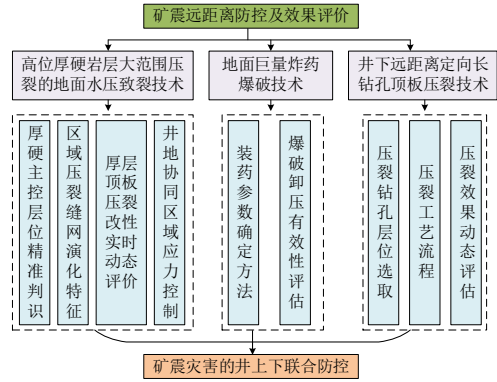 矿震远距离防控及效果评价
高位厚硬岩层大范围压
裂的地面水压致裂技术
地面巨量炸药
爆破技术
井下远距离定向长
钻孔顶板压裂技术
厚硬主控层位精准判识
区域压裂缝网演化特征
厚层顶板压裂改性实时动态评价
井地协同区域应力控制
装药参数确定方法
爆破卸压有效性评估
压裂钻孔层位选取
压裂工艺流程
压裂效果动态评估
矿震灾害的井上下联合防控